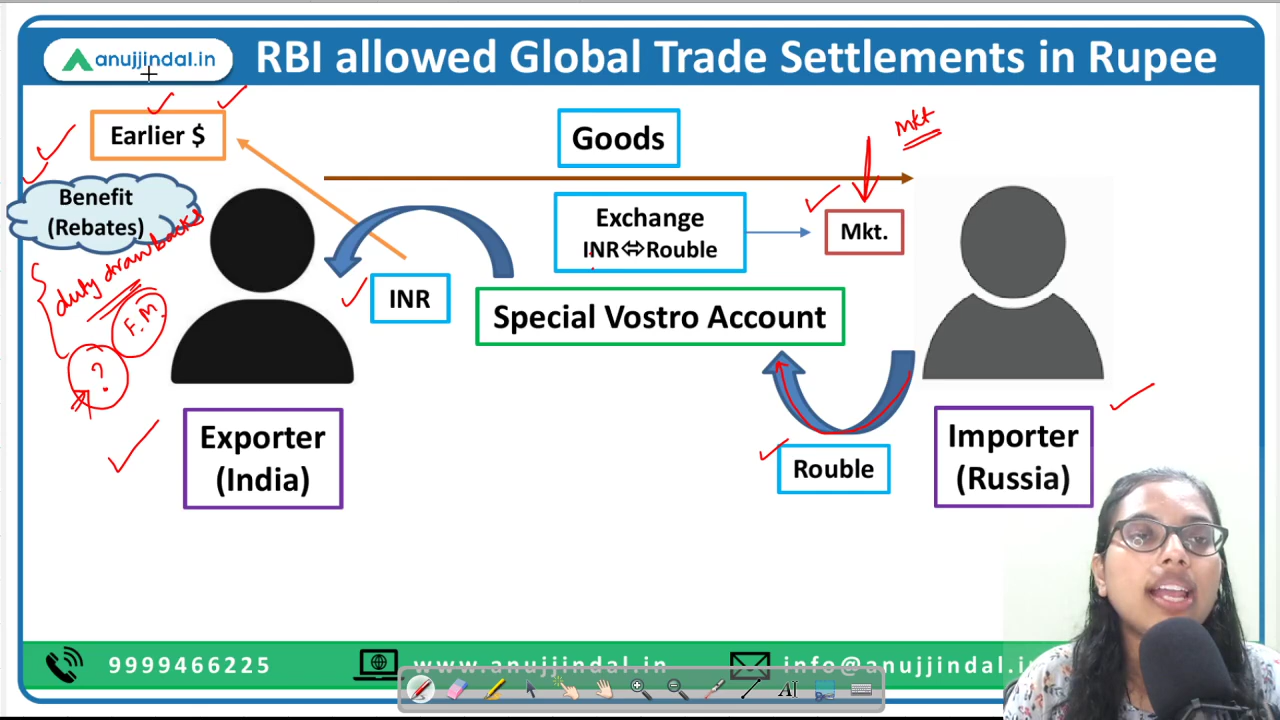 anujjindal.in
RBI allowed Global Trade Settlements in Rupee
Earlier $
Goods
Mkt
Benefit
(Rebates)
duty drawbacks
F.M.
?
Exchange
INR⇔Rouble
Mkt.
INR
Special Vostro Account
Exporter
(India)
Rouble
Importer
(Russia)
9999466225
www.anujjindal.in
info@anujjindal.in
AI